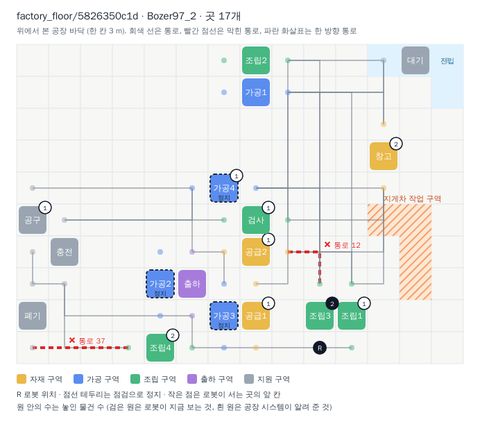 factory_floor/5826350c1d · Bozer97_2 · 곳 17개
위에서 본 공장 바닥 (한 칸 3 m). 회색 선은 통로, 빨간 점선은 막힌 통로, 파란 화살표는 한 방향 통로
조립2
대기
진입
가공1
창고
2
가공4
1
정지
지게차 작업 구역
공구
1
검사
1
충전
공급2
1
✖ 통로 12
가공2
정지
출하
폐기
가공3
정지
공급1
1
조립3
2
조립1
1
✖ 통로 37
조립4
2
R
자재 구역
가공 구역
조립 구역
출하 구역
지원 구역
R 로봇 위치 · 점선 테두리는 점검으로 정지 · 작은 점은 로봇이 서는 곳의 앞 칸
원 안의 수는 놓인 물건 수 (검은 원은 로봇이 지금 보는 것, 흰 원은 공장 시스템이 알려 준 것)